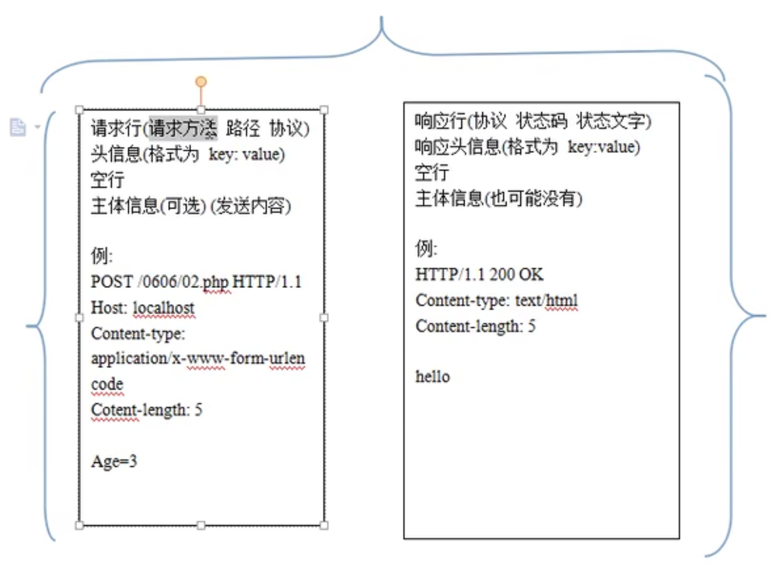 请求行(请求方法 路径 协议)
头信息(格式为 key: value)
空行
主体信息(可选) (发送内容)
例:
POST /0606/02.php HTTP/1.1
Host: localhost
Content-type:
application/x-www-form-urlen
code
Cotent-length: 5
Age=3
响应行(协议 状态码 状态文字)
响应头信息(格式为 key:value)
空行
主体信息(也可能没有)
例:
HTTP/1.1 200 OK
Content-type: text/html
Content-length: 5
hello